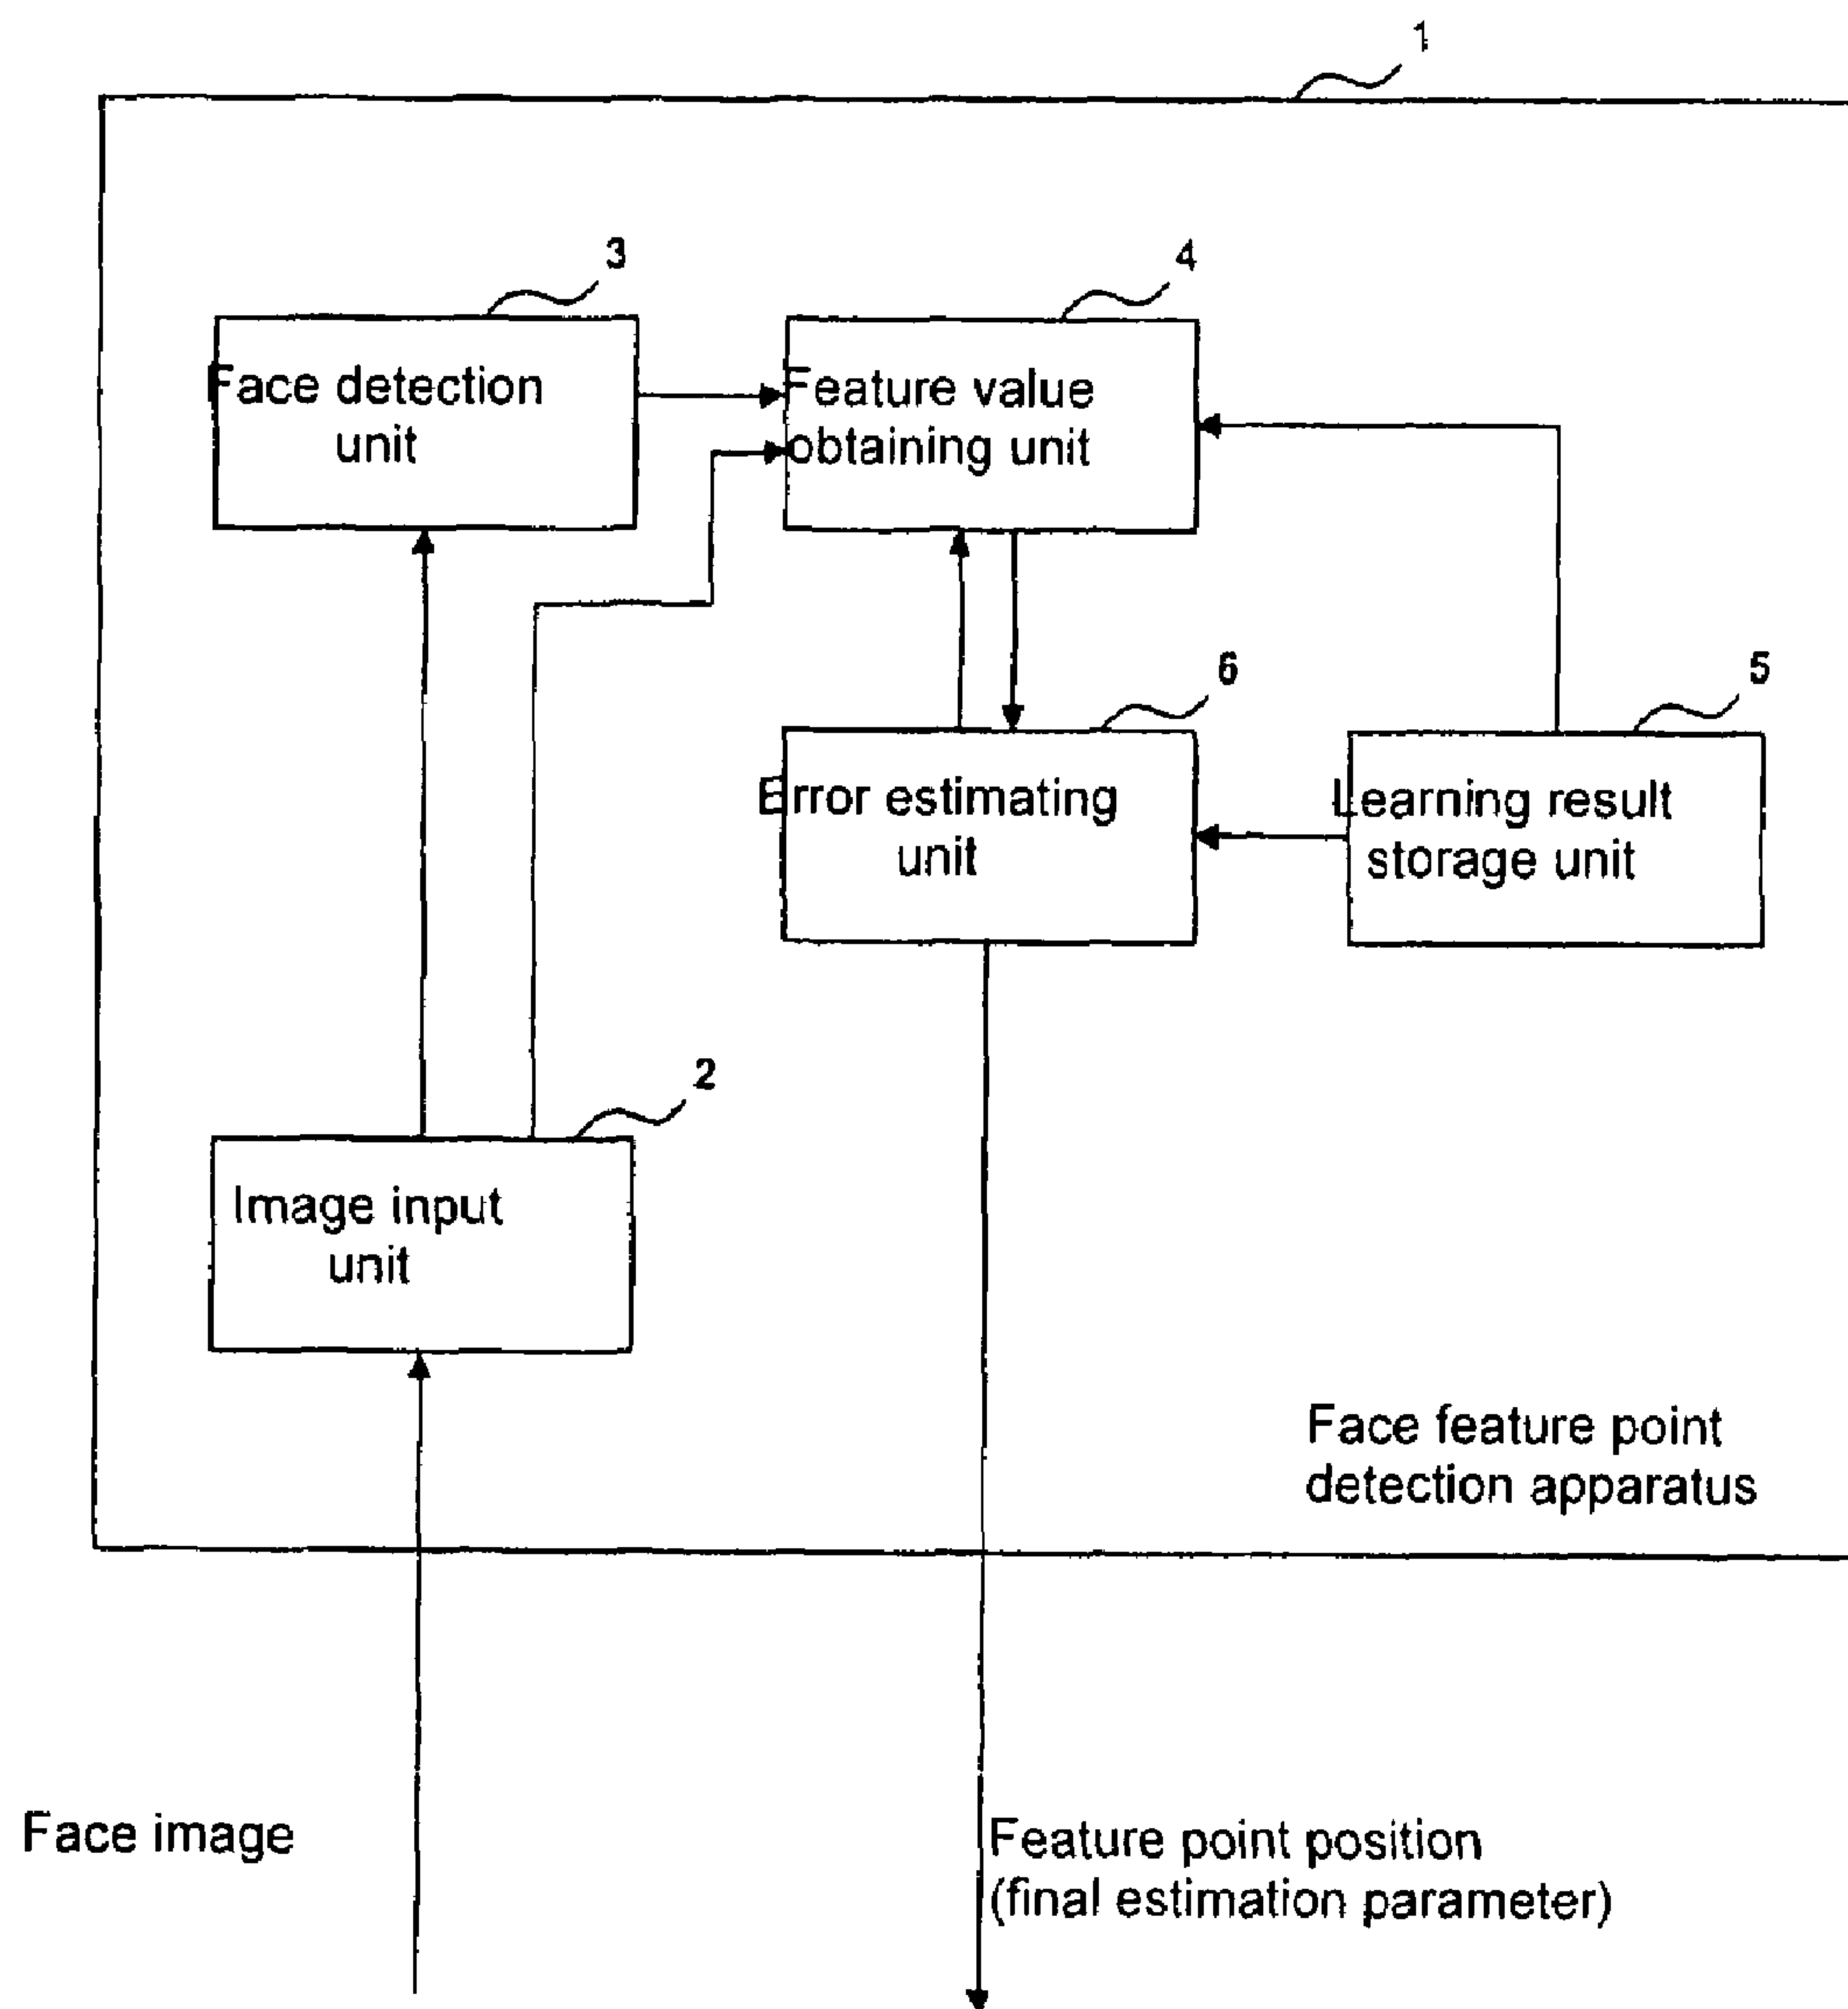 1
3
4
Face detection
unit
Feature value
obtaining unit
6
5
Error estimating
unit
Learning result
storage unit
2
Image input
unit
Face feature point
detection apparatus
Face image
Feature point position
(final estimation parameter)